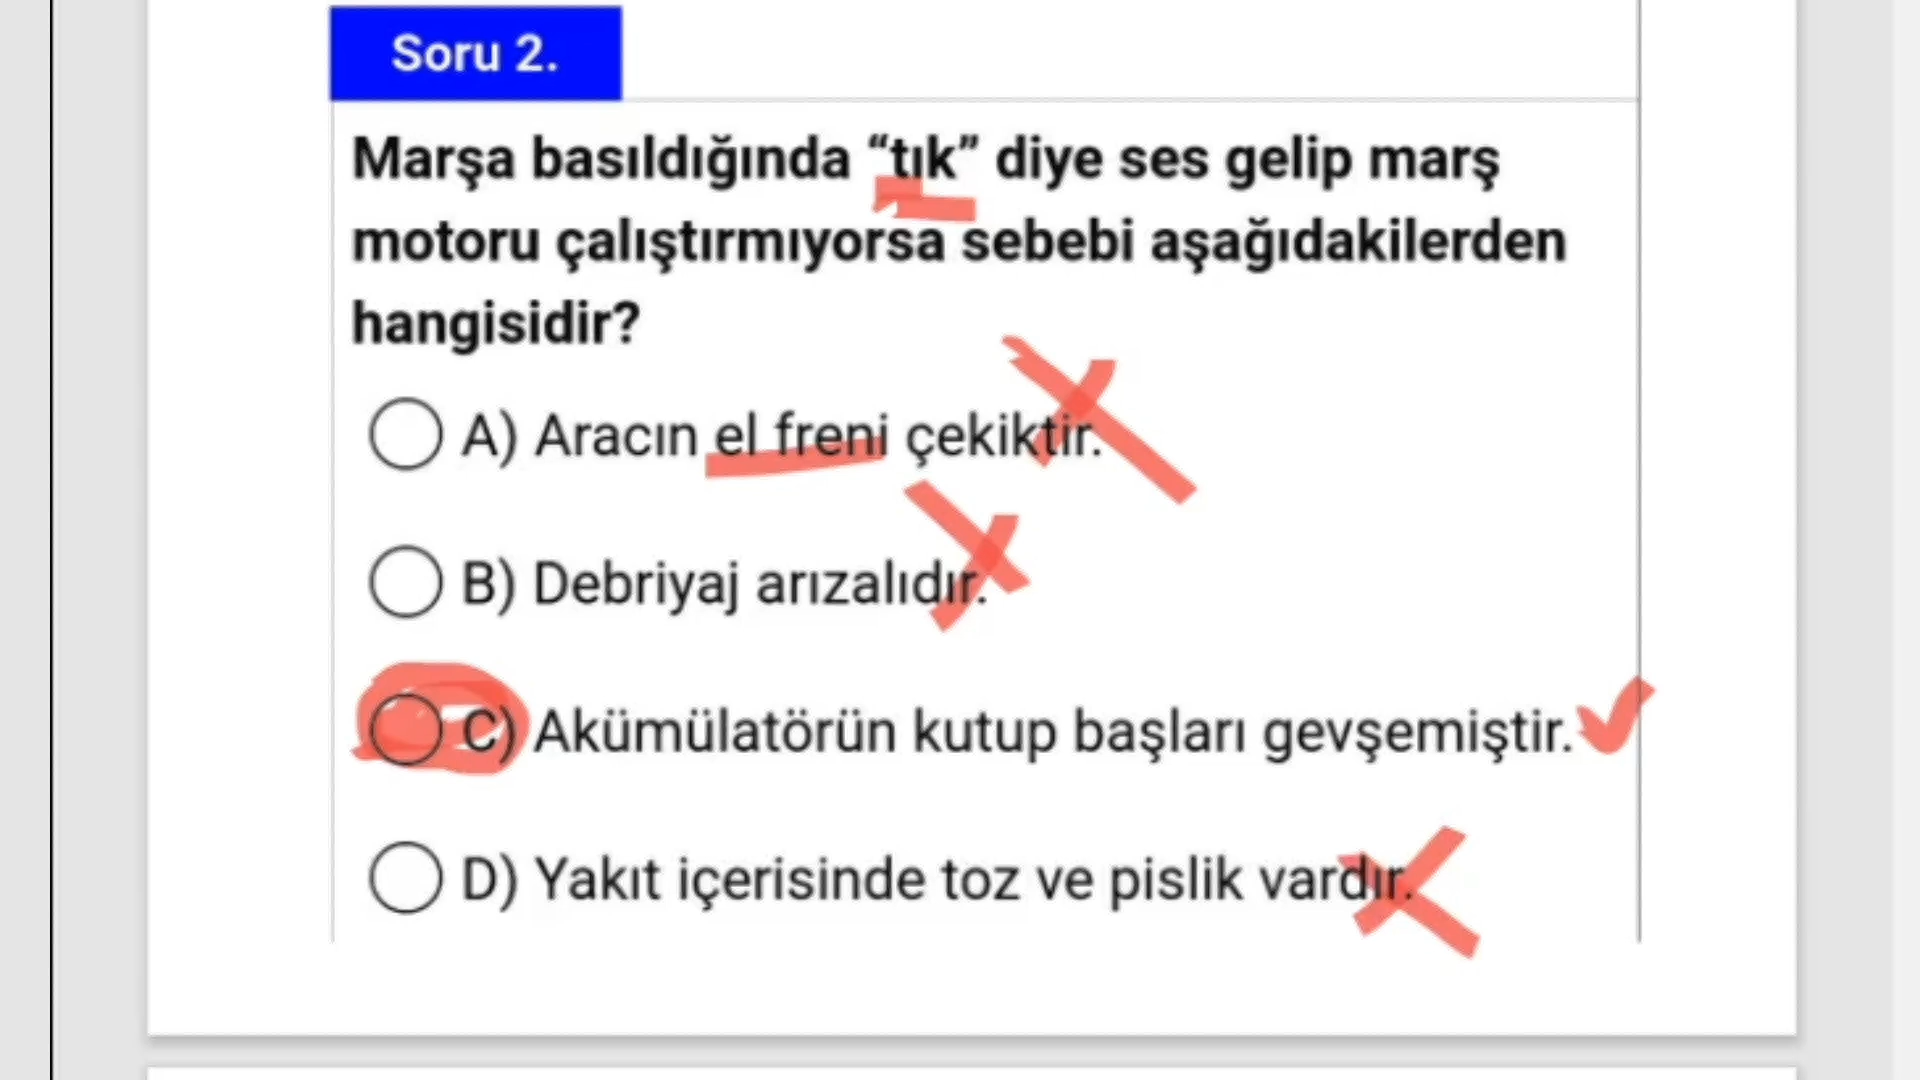 Soru 2.
Marşa basıldığında “tık” diye ses gelip marş
motoru çalıştırmıyorsa sebebi aşağıdakilerden
hangisidir?
A) Aracın el freni çekiktir.
B) Debriyaj arızalıdır.
C) Akümülatörün kutup başları gevşemiştir.
D) Yakıt içerisinde toz ve pislik vardır.